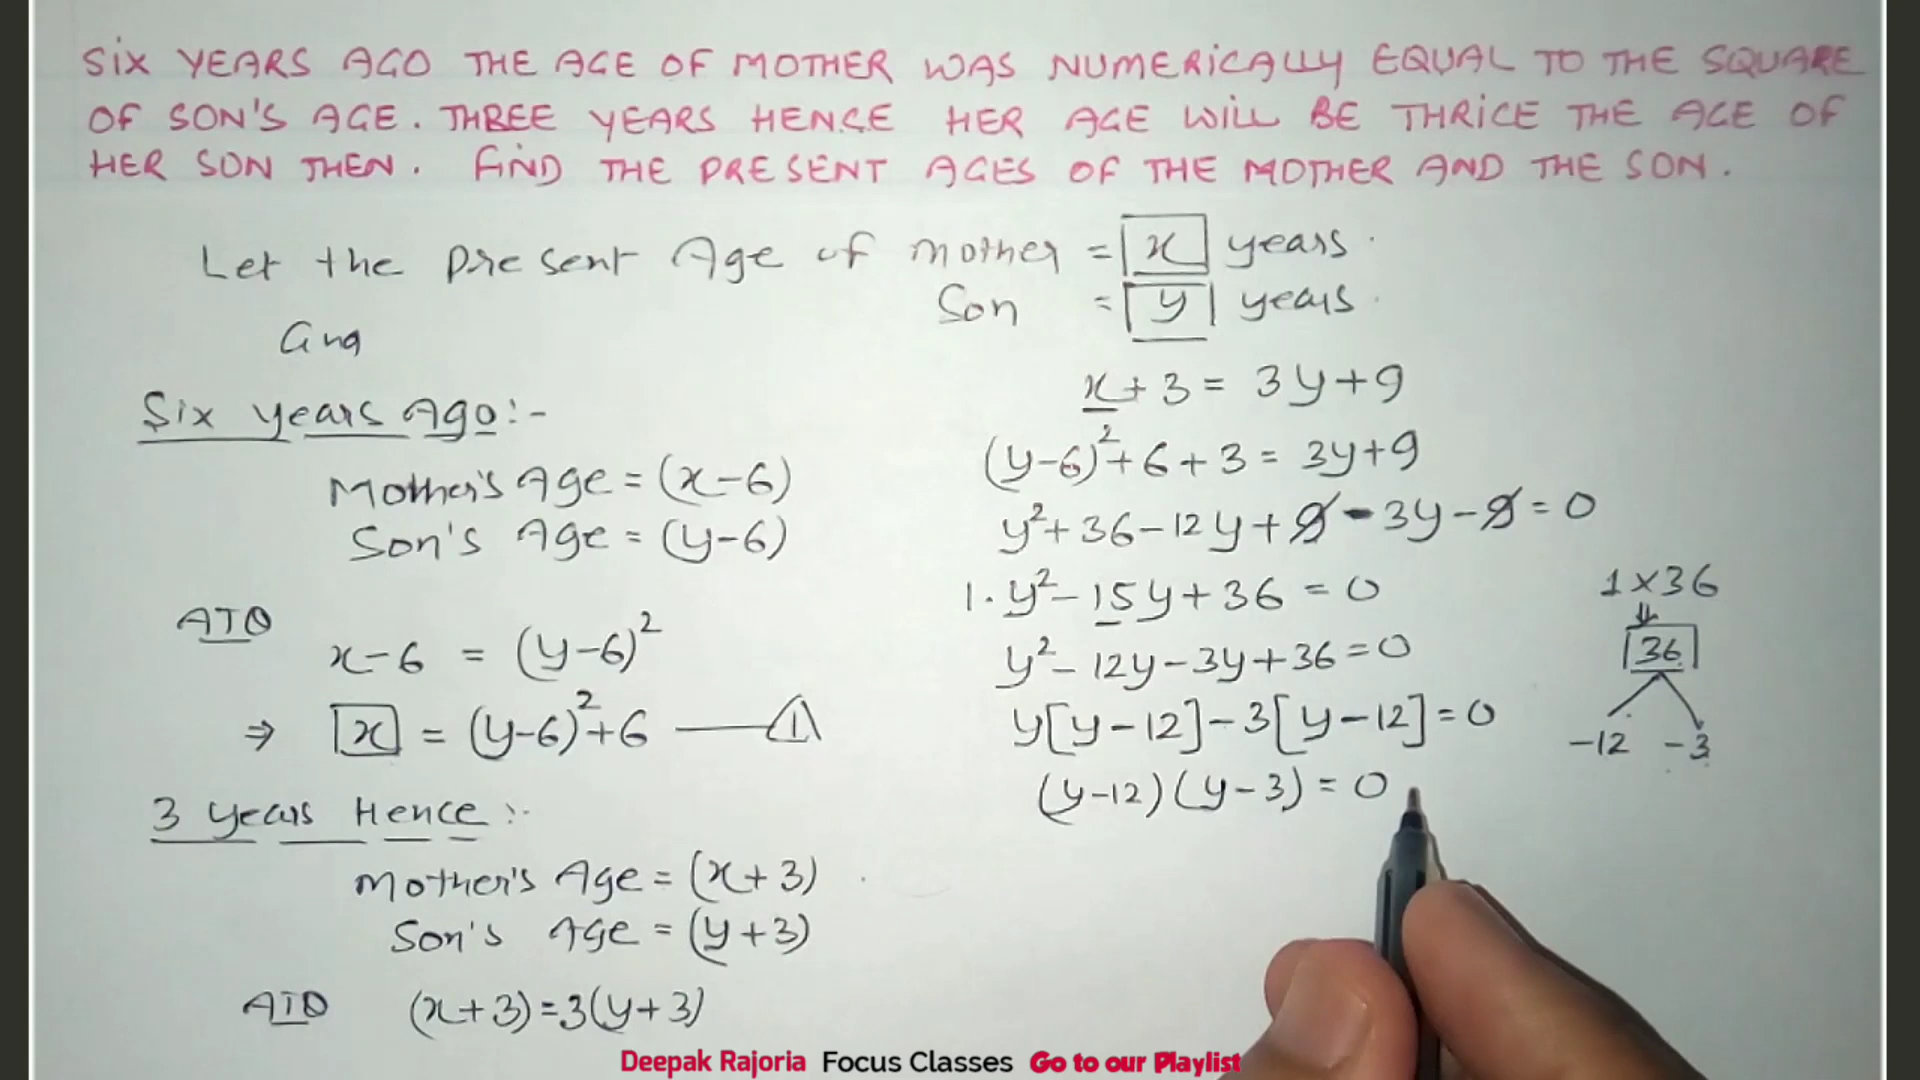 SIX YEARS AGO THE AGE OF MOTHER WAS NUMERICALLY EQUAL TO THE SQUARE
OF SON'S AGE. THREE YEARS HENCE HER AGE WILL BE THRICE THE AGE OF
HER SON THEN. FIND THE PRESENT AGES OF THE MOTHER AND THE SON.
Let the present Age of mother = x years.
Son = y years.
and
Six years Ago:-
Mother's Age = (x-6)
Son's Age = (y-6)
ATQ
x-6 = (y-6)²
⇒ x = (y-6)²+6 —— 1
3 years Hence:-
Mother's Age = (x+3)
Son's Age = (y+3)
ATQ (x+3)=3(y+3)
x+3 = 3y+9
(y-6)²+6+3 = 3y+9
y²+36-12y+9-3y-9=0
1.y²-15y+36=0
y²-12y-3y+36=0
y[y-12]-3[y-12]=0
(y-12)(y-3)=0
1×36
⇓
36
-12 -3
Deepak Rajoria Focus Classes Go to our Playlist